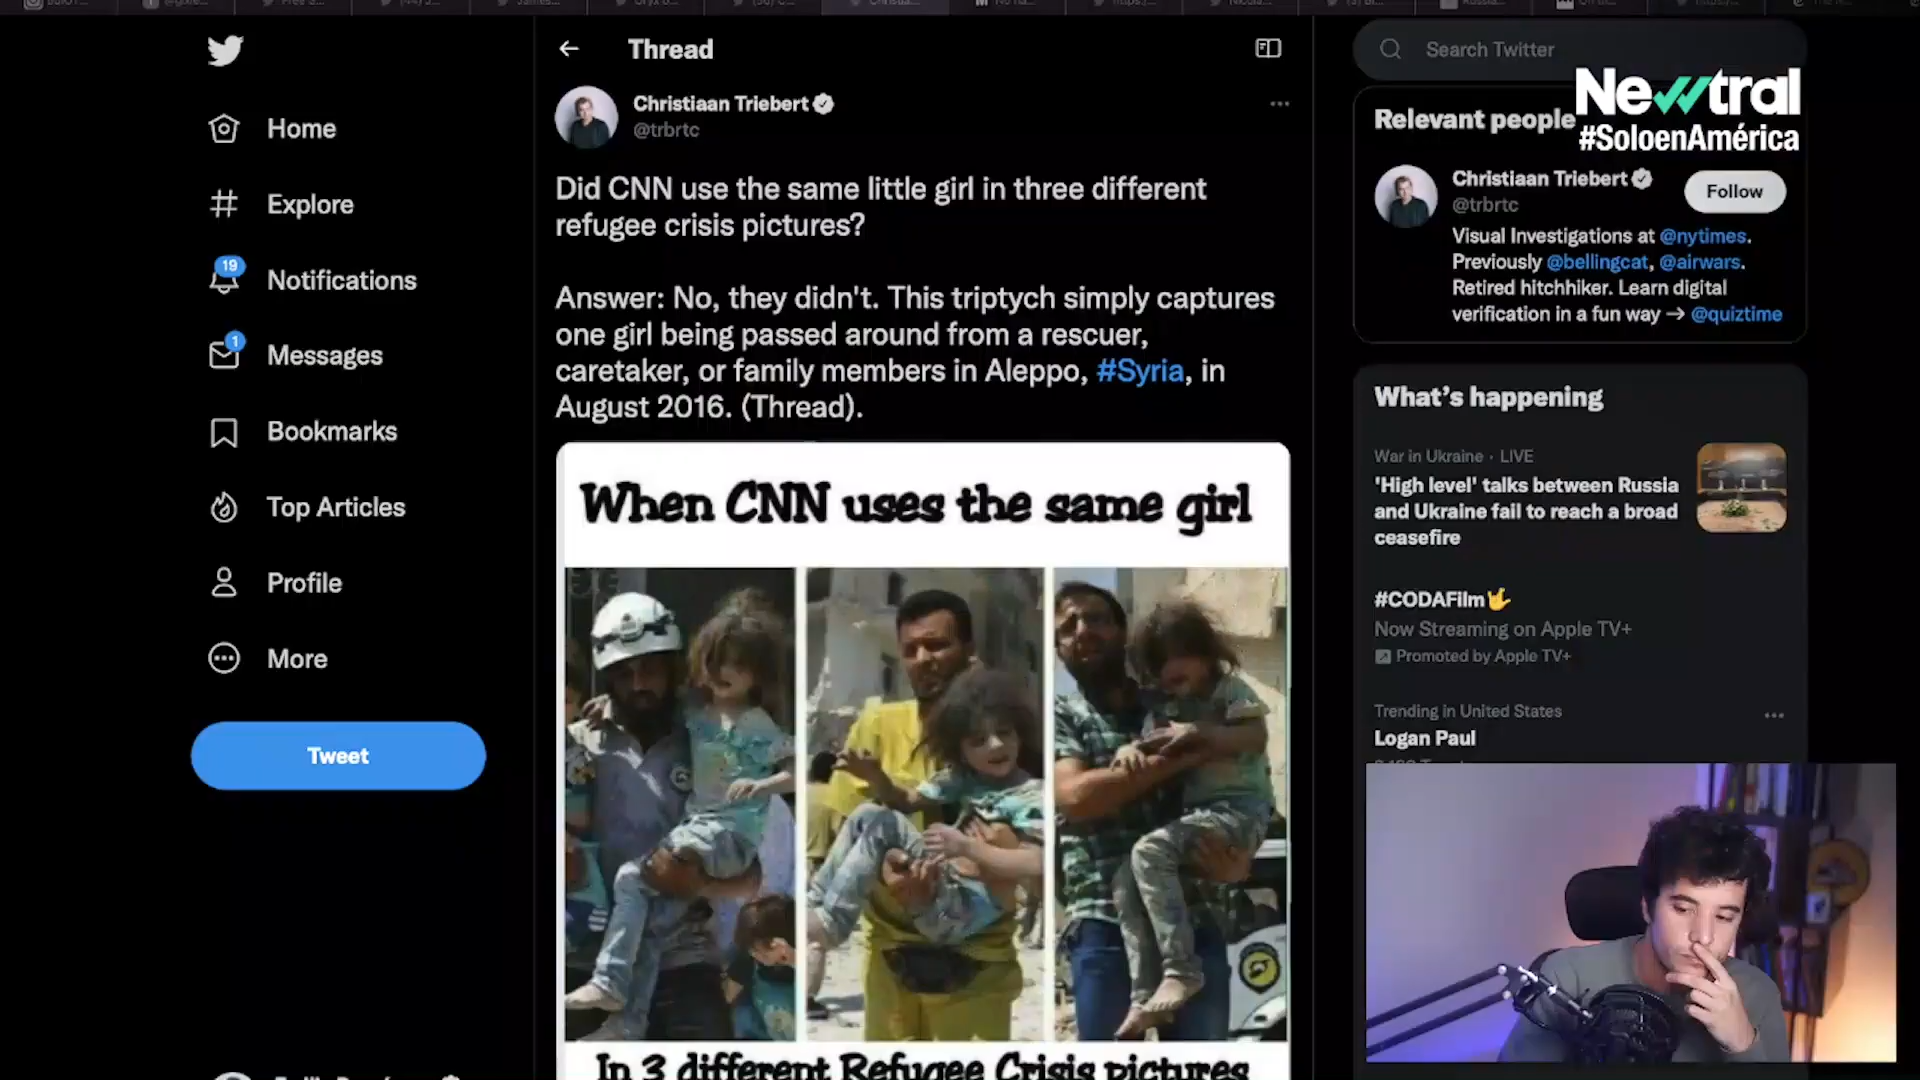 Thread
Christiaan Triebert
@trbrtc
Did CNN use the same little girl in three different
refugee crisis pictures?
Answer: No, they didn't. This triptych simply captures
one girl being passed around from a rescuer,
caretaker, or family members in Aleppo, #Syria, in
August 2016. (Thread).
When CNN uses the same girl
In 3 different Refugee Crisis pictures
Home
Explore
19
Notifications
1
Messages
Bookmarks
Top Articles
Profile
More
Tweet
Search Twitter
Newtral
#SoloenAmérica
Relevant people
Christiaan Triebert
@trbrtc
Follow
Visual Investigations at @nytimes.
Previously @bellingcat, @airwars.
Retired hitchhiker. Learn digital
verification in a fun way → @quiztime
What's happening
War in Ukraine · LIVE
'High level' talks between Russia
and Ukraine fail to reach a broad
ceasefire
#CODAFilm
Now Streaming on Apple TV+
Promoted by Apple TV+
Trending in United States
Logan Paul